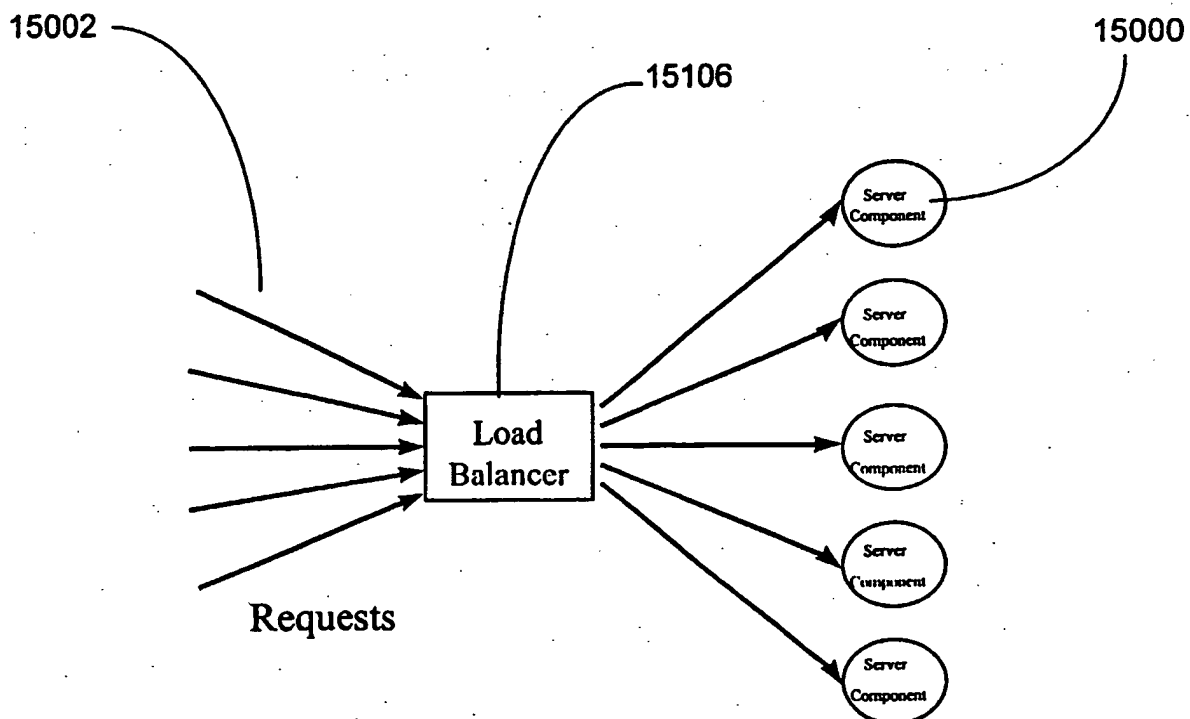 15002
15000
15106
Server
Component
Server
Component
Load
Balancer
Server
Component
Server
Component
Requests
Server
Component